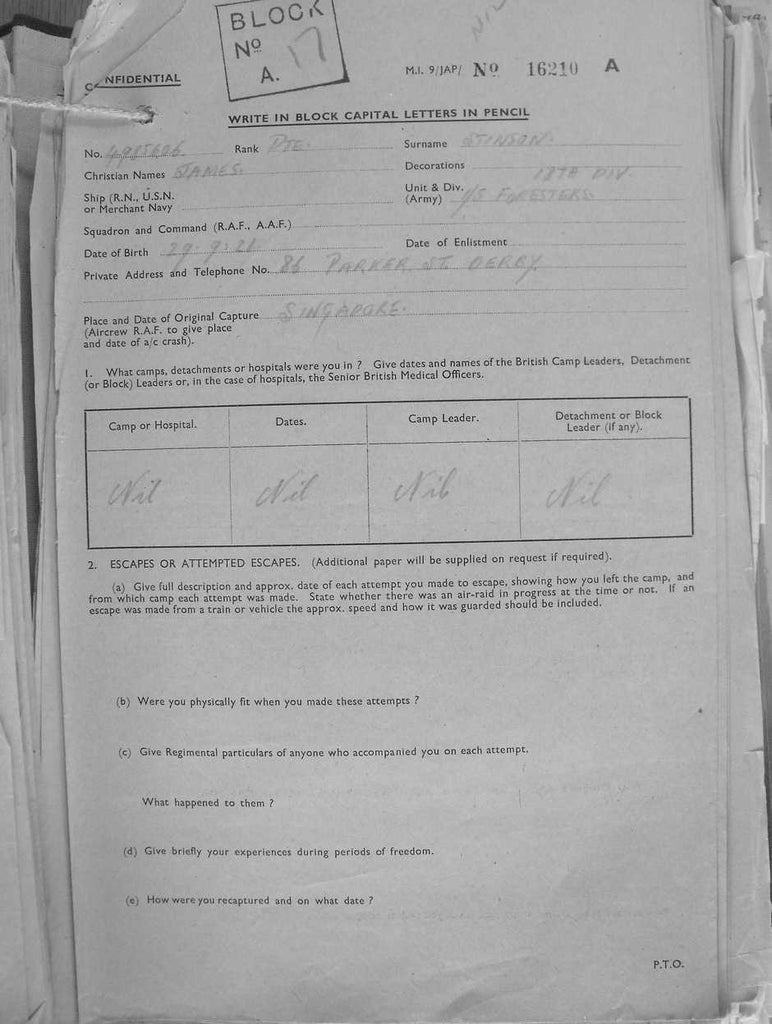 NIL
BLOCK
Nº
A. 17
CONFIDENTIAL
M.I. 9/JAP/ Nº 16210 A
WRITE IN BLOCK CAPITAL LETTERS IN PENCIL
No. Rank PTE. Surname STINSON.
Christian Names JAMES. Decorations
18TH DIV.
Ship (R.N., U.S.N. or Merchant Navy Unit & Div. (Army) 1/5 FORESTERS
Squadron and Command (R.A.F., A.A.F.)
Date of Birth Date of Enlistment
Private Address and Telephone No. 86 PARKER ST. DERBY
Place and Date of Original Capture SINGAPORE.
(Aircrew R.A.F. to give place
and date of a/c crash).
1. What camps, detachments or hospitals were you in ? Give dates and names of the British Camp Leaders, Detachment
(or Block) Leaders or, in the case of hospitals, the Senior British Medical Officers.
Camp or Hospital. Dates. Camp Leader. Detachment or Block Leader (if any).
Nil Nil Nil Nil
2. ESCAPES OR ATTEMPTED ESCAPES. (Additional paper will be supplied on request if required).
(a) Give full description and approx. date of each attempt you made to escape, showing how you left the camp, and
from which camp each attempt was made. State whether there was an air-raid in progress at the time or not. If an
escape was made from a train or vehicle the approx. speed and how it was guarded should be included.
(b) Were you physically fit when you made these attempts ?
(c) Give Regimental particulars of anyone who accompanied you on each attempt.
What happened to them ?
(d) Give briefly your experiences during periods of freedom.
(e) How were you recaptured and on what date ?
P.T.O.